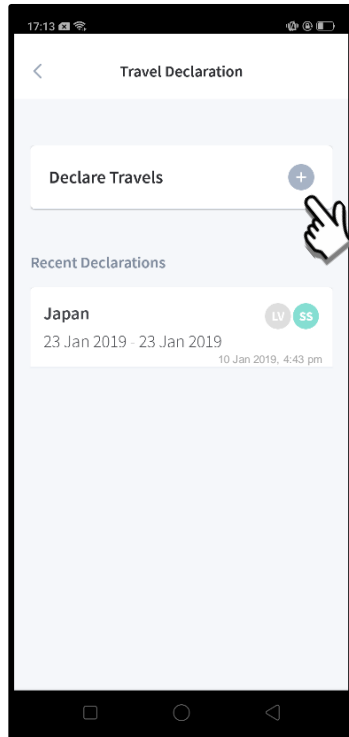 17:13
Travel Declaration
Declare Travels
Recent Declarations
Japan
LV SS
23 Jan 2019 - 23 Jan 2019
10 Jan 2019, 4:43 pm